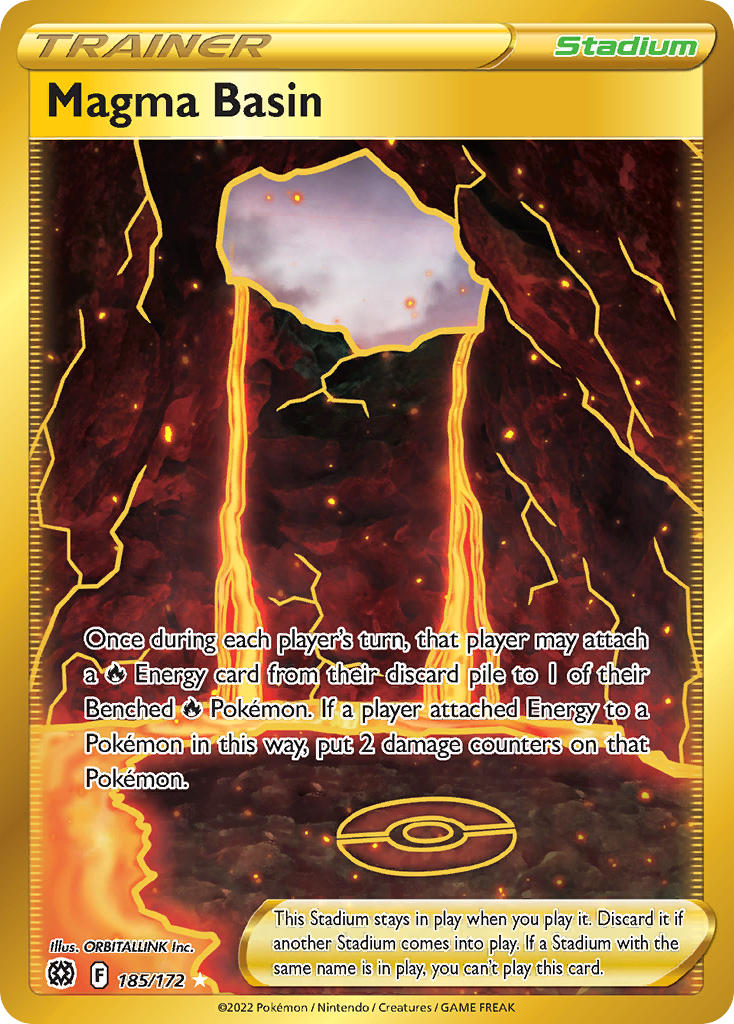 TRAINER
Stadium
Magma Basin
Once during each player's turn, that player may attach
a Energy card from their discard pile to 1 of their
Benched Pokémon. If a player attached Energy to a
Pokémon in this way, put 2 damage counters on that
Pokémon.
This Stadium stays in play when you play it. Discard it if
another Stadium comes into play. If a Stadium with the
same name is in play, you can't play this card.
Illus. ORBITALLINK Inc.
F 185/172
©2022 Pokémon / Nintendo / Creatures / GAME FREAK